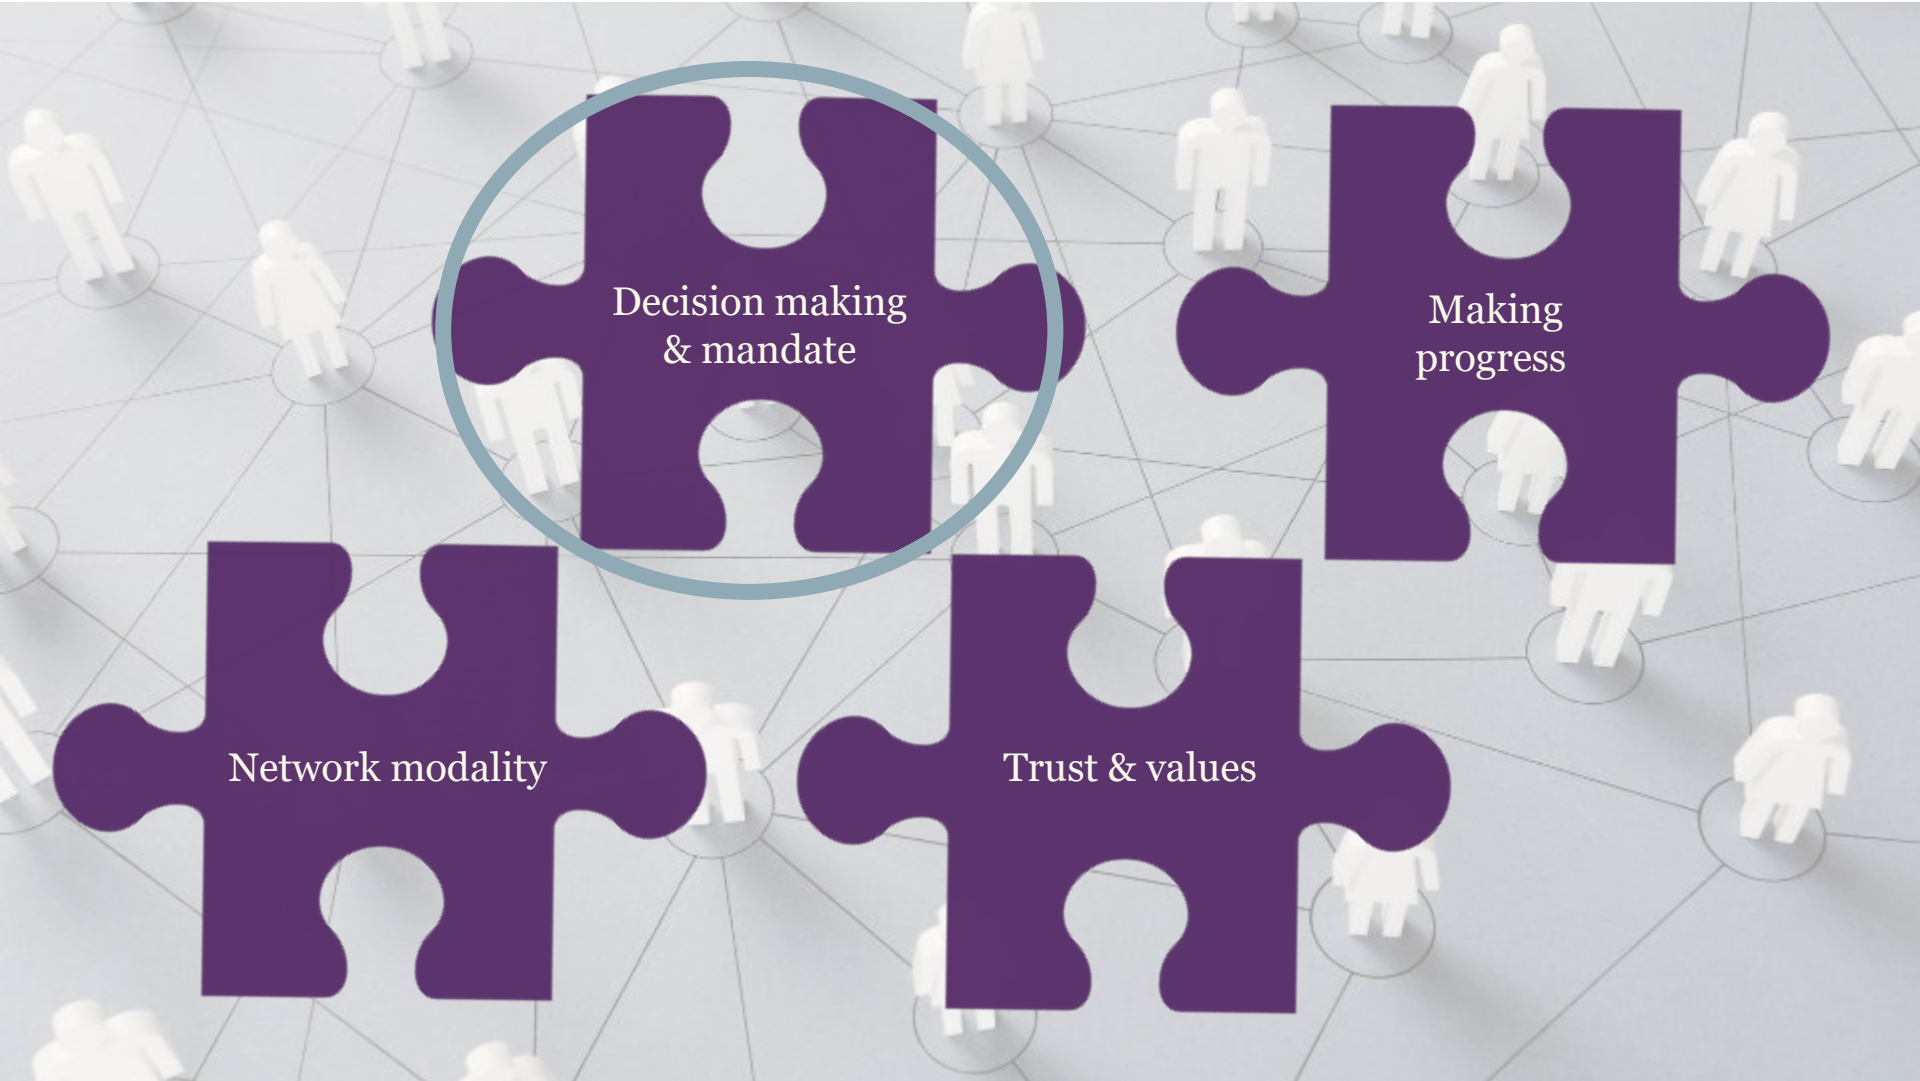 Decision making
& mandate
Making
progress
Network modality
Trust & values